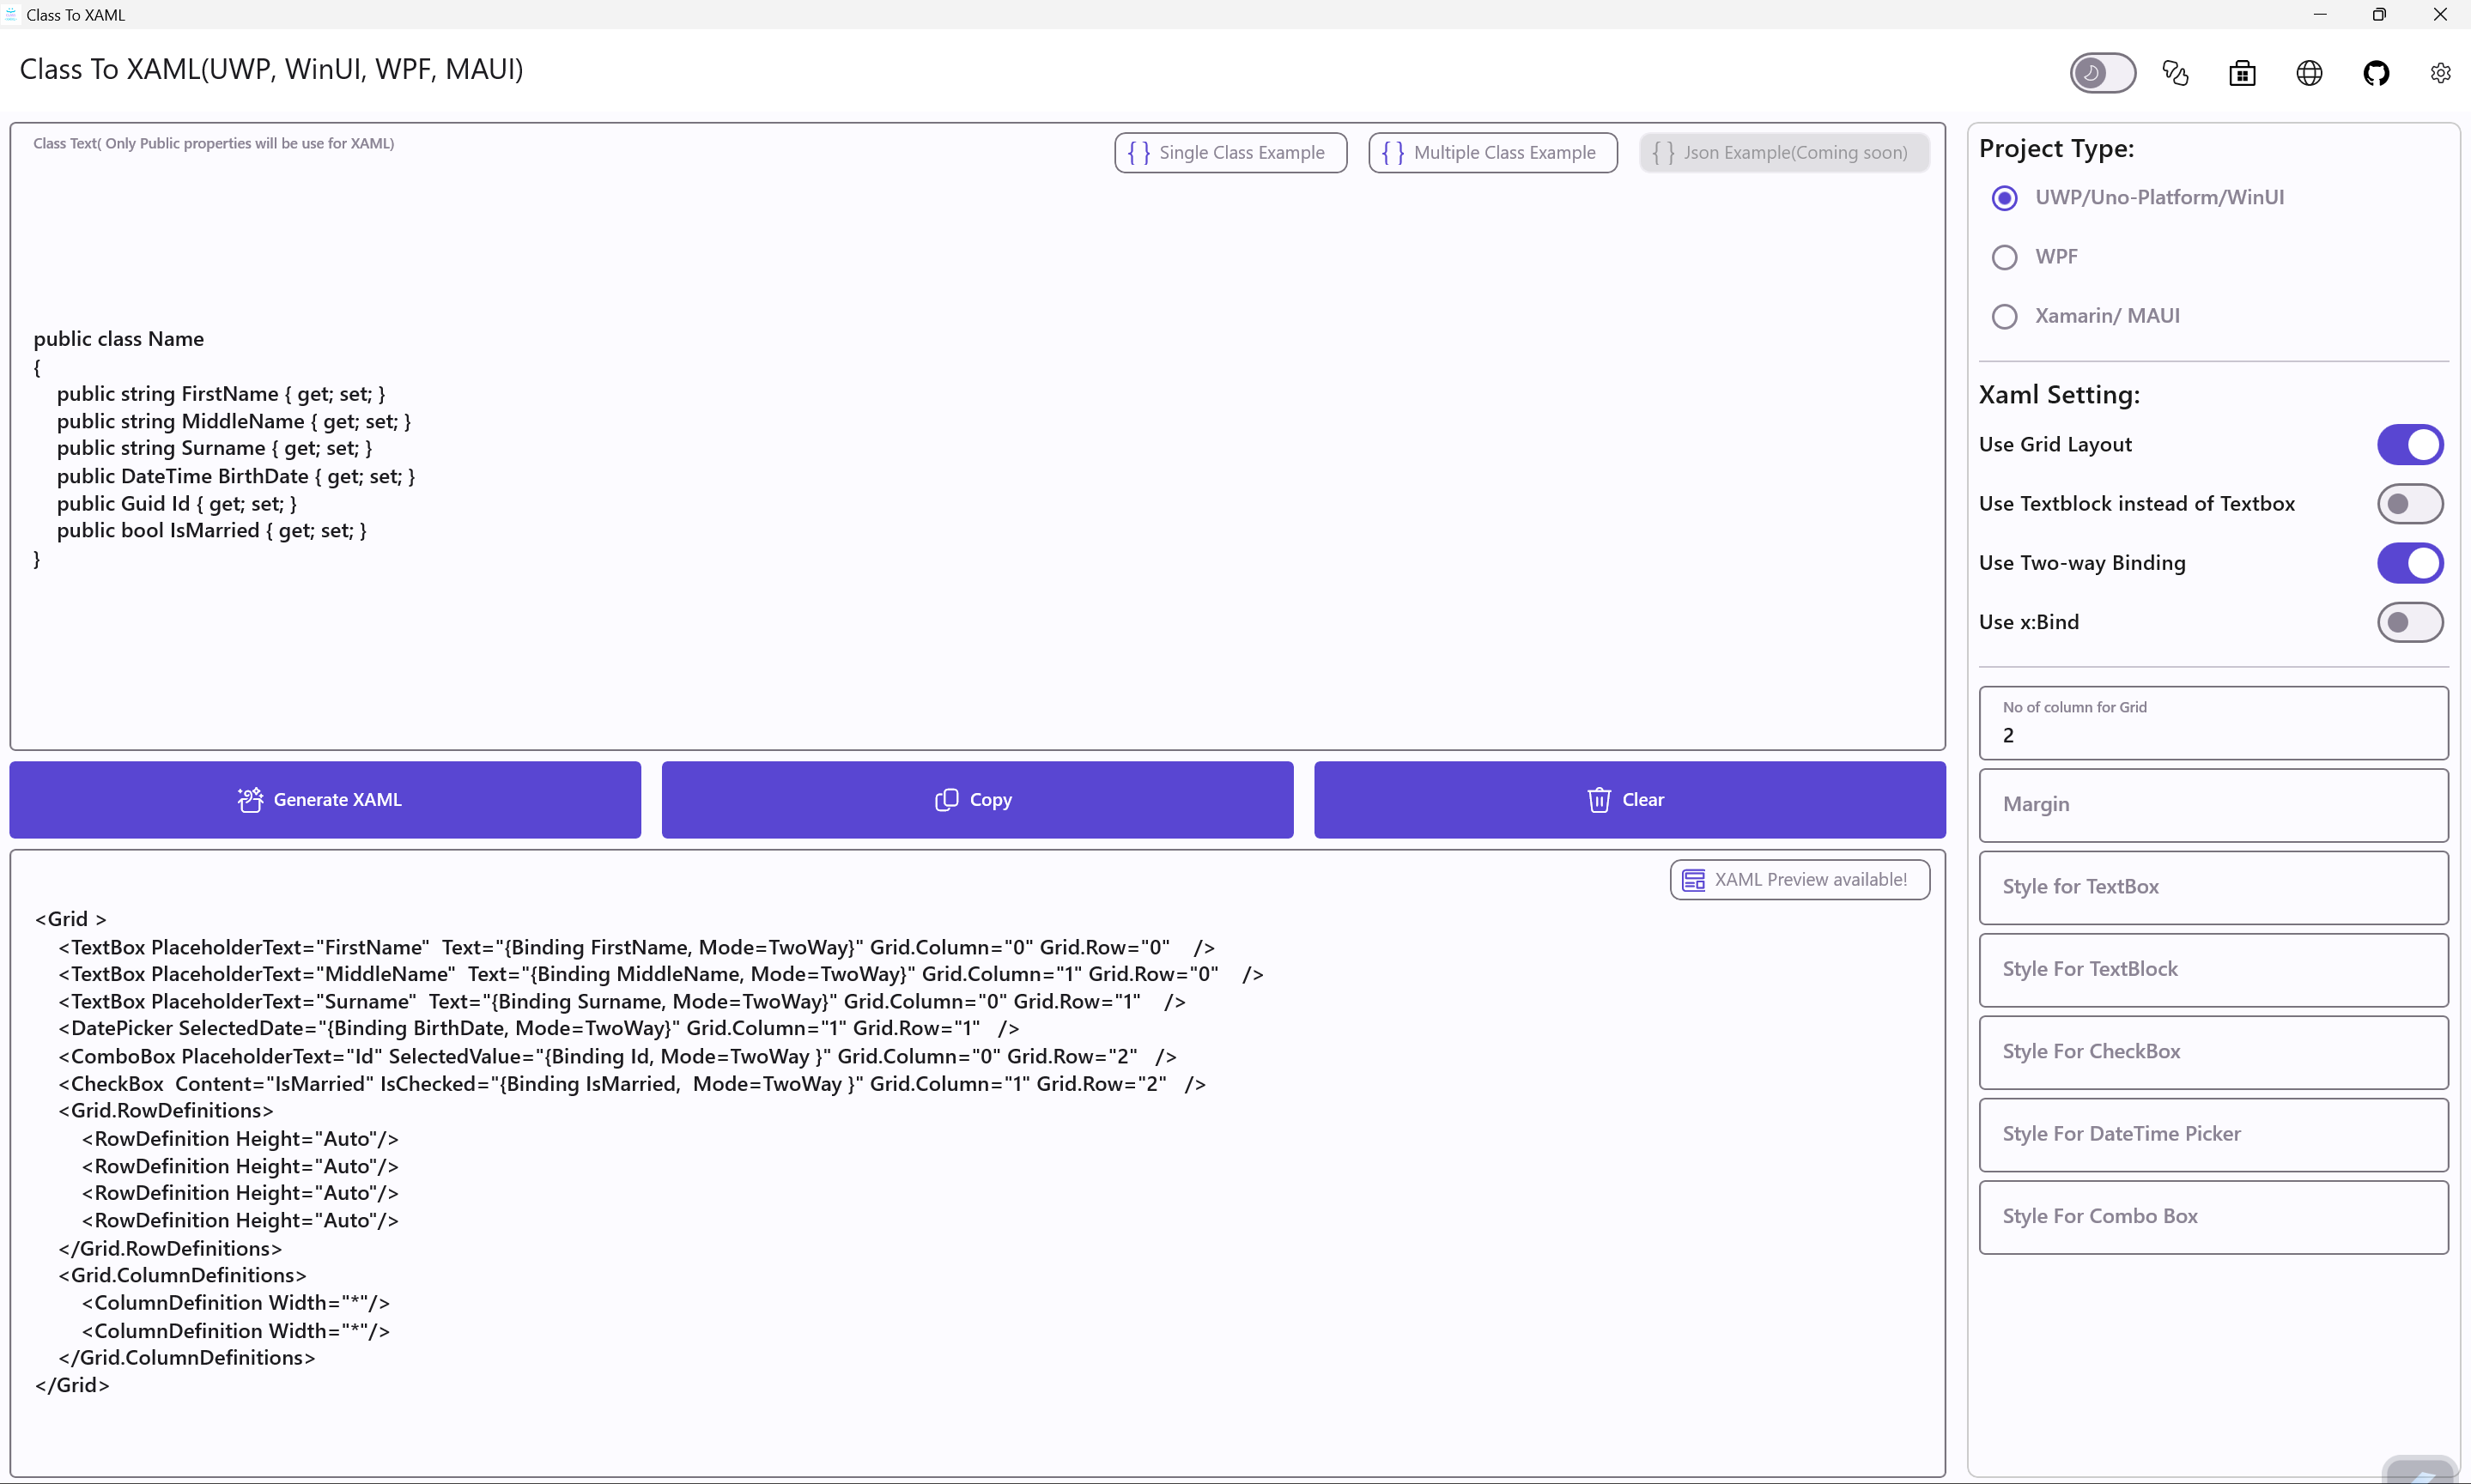 Class To XAML
Class To XAML(UWP, WinUI, WPF, MAUI)
Class Text( Only Public properties will be use for XAML)
Single Class Example
Multiple Class Example
Json Example(Coming soon)
public class Name
{
public string FirstName { get; set; }
public string MiddleName { get; set; }
public string Surname { get; set; }
public DateTime BirthDate { get; set; }
public Guid Id { get; set; }
public bool IsMarried { get; set; }
}
Generate XAML
Copy
Clear
XAML Preview available!
<Grid >
<TextBox PlaceholderText="FirstName"  Text="{Binding FirstName, Mode=TwoWay}" Grid.Column="0" Grid.Row="0"    />
<TextBox PlaceholderText="MiddleName"  Text="{Binding MiddleName, Mode=TwoWay}" Grid.Column="1" Grid.Row="0"    />
<TextBox PlaceholderText="Surname"  Text="{Binding Surname, Mode=TwoWay}" Grid.Column="0" Grid.Row="1"    />
<DatePicker SelectedDate="{Binding BirthDate, Mode=TwoWay}" Grid.Column="1" Grid.Row="1"   />
<ComboBox PlaceholderText="Id" SelectedValue="{Binding Id, Mode=TwoWay }" Grid.Column="0" Grid.Row="2"   />
<CheckBox  Content="IsMarried" IsChecked="{Binding IsMarried,  Mode=TwoWay }" Grid.Column="1" Grid.Row="2"   />
<Grid.RowDefinitions>
<RowDefinition Height="Auto"/>
<RowDefinition Height="Auto"/>
<RowDefinition Height="Auto"/>
<RowDefinition Height="Auto"/>
</Grid.RowDefinitions>
<Grid.ColumnDefinitions>
<ColumnDefinition Width="*"/>
<ColumnDefinition Width="*"/>
</Grid.ColumnDefinitions>
</Grid>
Project Type:
UWP/Uno-Platform/WinUI
WPF
Xamarin/ MAUI
Xaml Setting:
Use Grid Layout
Use Textblock instead of Textbox
Use Two-way Binding
Use x:Bind
No of column for Grid
2
Margin
Style for TextBox
Style For TextBlock
Style For CheckBox
Style For DateTime Picker
Style For Combo Box